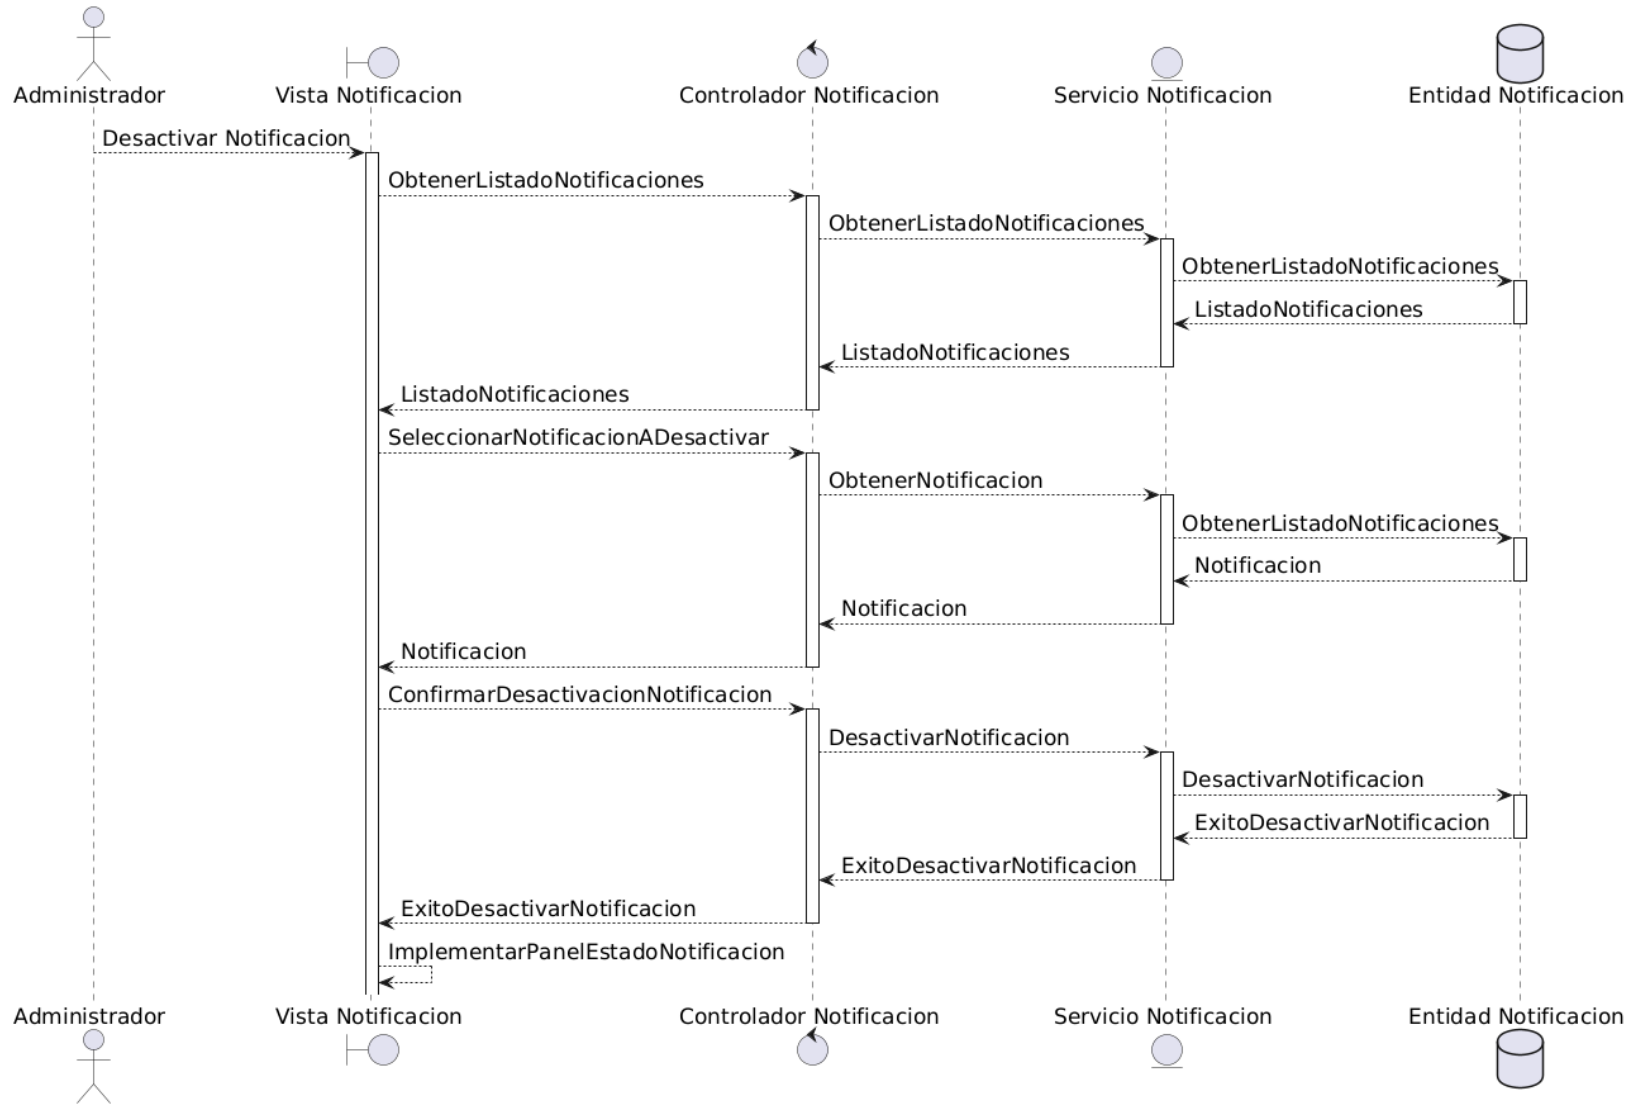 Administrador
Vista Notificacion
Controlador Notificacion
Servicio Notificacion
Entidad Notificacion
Desactivar Notificacion
ObtenerListadoNotificaciones
ObtenerListadoNotificaciones
ObtenerListadoNotificaciones
ListadoNotificaciones
ListadoNotificaciones
ListadoNotificaciones
SeleccionarNotificacionADesactivar
ObtenerNotificacion
ObtenerListadoNotificaciones
Notificacion
Notificacion
Notificacion
ConfirmarDesactivacionNotificacion
DesactivarNotificacion
DesactivarNotificacion
ExitoDesactivarNotificacion
ExitoDesactivarNotificacion
ExitoDesactivarNotificacion
ImplementarPanelEstadoNotificacion
Administrador
Vista Notificacion
Controlador Notificacion
Servicio Notificacion
Entidad Notificacion